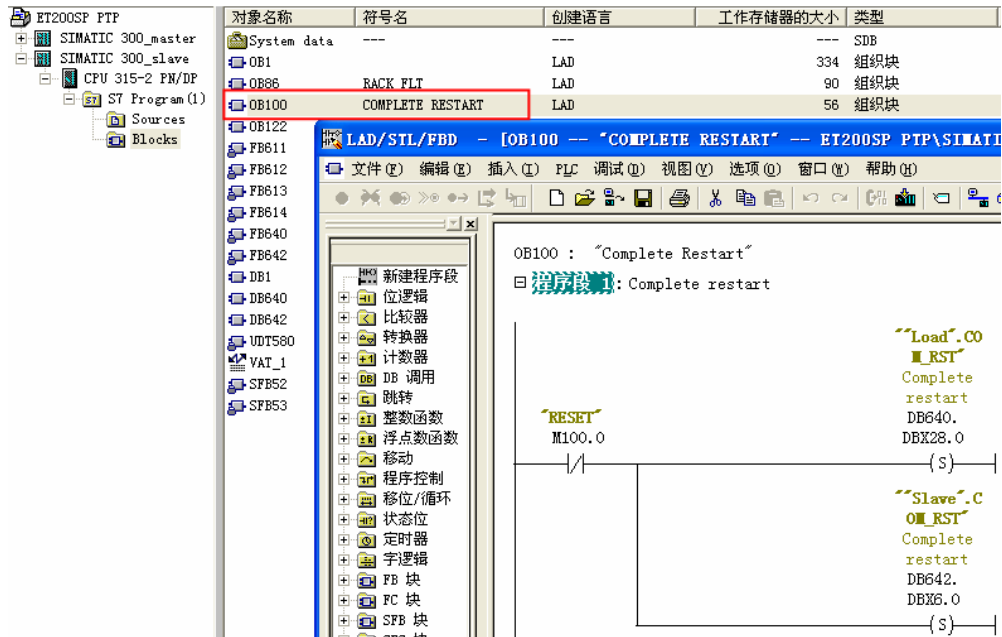 ET200SP PTP
SIMATIC 300_master
SIMATIC 300_slave
CPU 315-2 PN/DP
S7 Program(1)
Sources
Blocks
对象名称 符号名 创建语言 工作存储器的大小 类型
System data --- --- --- SDB
OB1 LAD 334 组织块
OB86 RACK FLT LAD 90 组织块
OB100 COMPLETE RESTART LAD 56 组织块
OB122
FB611
FB612
FB613
FB614
FB640
FB642
DB1
DB640
DB642
UDT580
VAT_1
SFB52
SFB53
LAD/STL/FBD - [OB100 -- "COMPLETE RESTART" -- ET200SP PTP\SIMATI
文件(F) 编辑(E) 插入(I) PLC 调试(D) 视图(V) 选项(O) 窗口(W) 帮助(H)
新建程序段
位逻辑
比较器
转换器
计数器
DB 调用
跳转
整数函数
浮点数函数
移动
程序控制
移位/循环
状态位
定时器
字逻辑
FB 块
FC 块
SFB 块
OB100 : "Complete Restart"
程序段 1: Complete restart
"RESET"
M100.0
""Load".CO
M_RST"
Complete
restart
DB640.
DBX28.0
(S)
""Slave".C
OM_RST"
Complete
restart
DB642.
DBX6.0
(S)